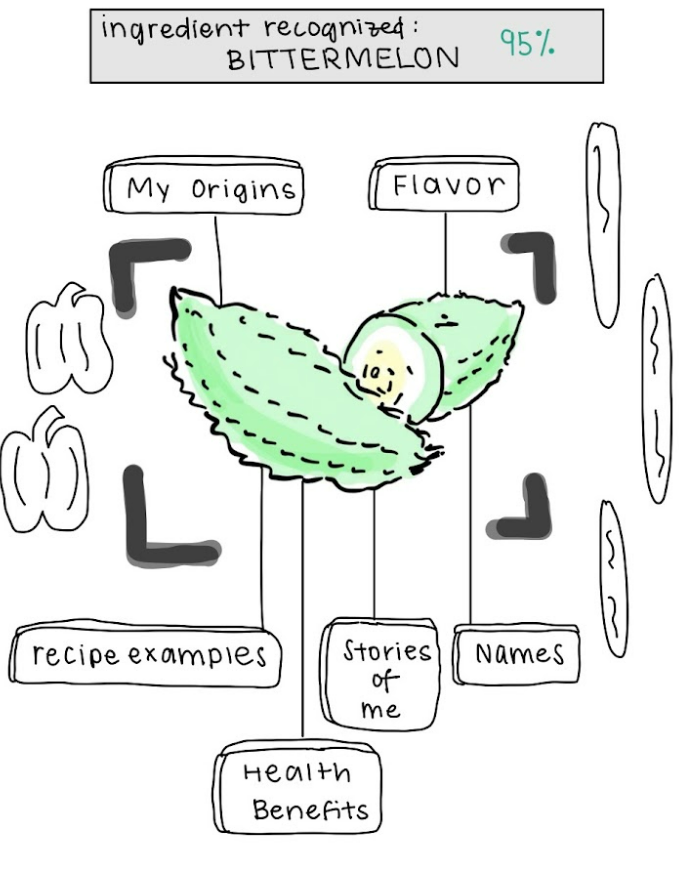 ingredient recognized:
BITTERMELON 95%
My Origins
Flavor
recipe examples
Stories
of
me
Names
Health
Benefits